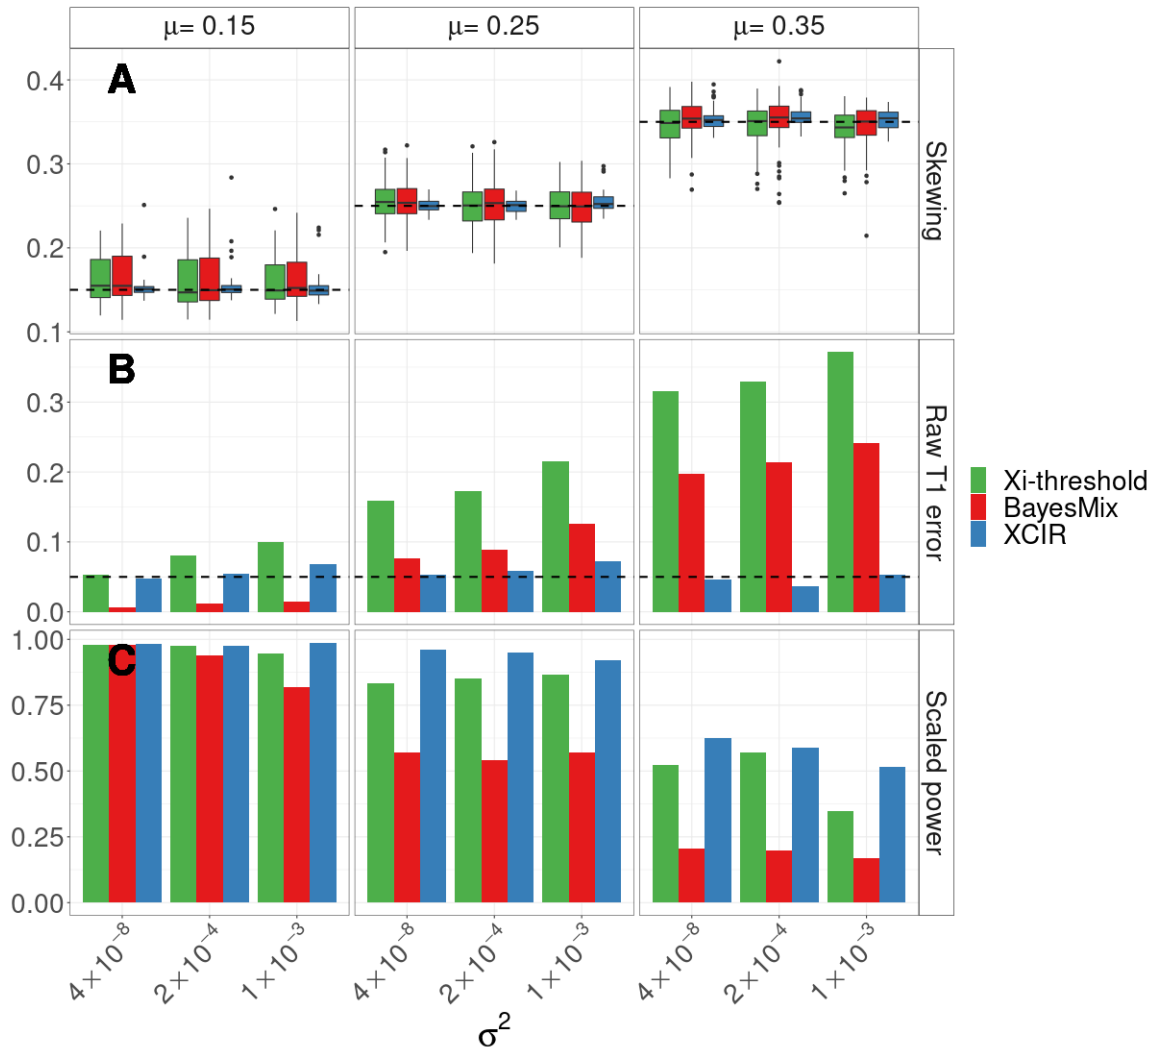 μ= 0.15 μ= 0.25 μ= 0.35
A
0.4
0.3
0.2
0.1
Skewing
B
0.3
0.2
0.1
0.0
Raw T1 error
Xi-threshold
BayesMix
XCIR
C
1.00
0.75
0.50
0.25
0.00
Scaled power
4×10⁻⁸ 2×10⁻⁴ 1×10⁻³ 4×10⁻⁸ 2×10⁻⁴ 1×10⁻³ 4×10⁻⁸ 2×10⁻⁴ 1×10⁻³
σ²